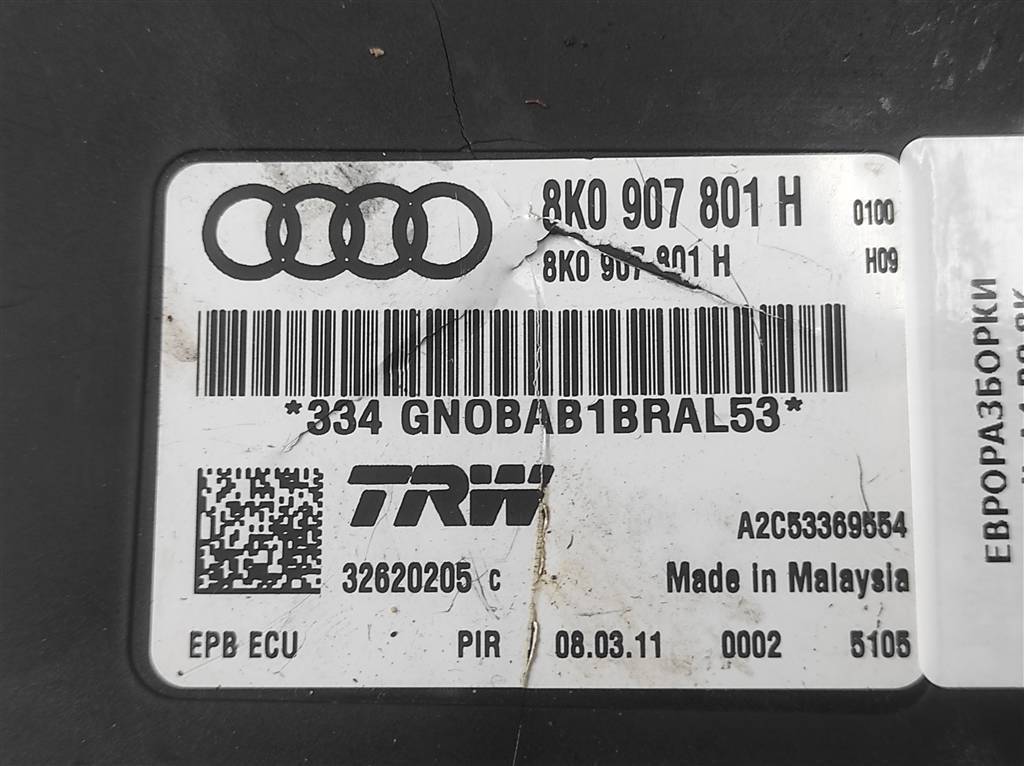 8K0 907 801 H 0100
8K0 907 801 H H09
*334 GN0BAB1BRAL53*
TRW
A2C53369554
32620205 C Made in Malaysia
EPB ECU PIR 08.03.11 0002 5105
ЕВРОРАЗБОРКИ